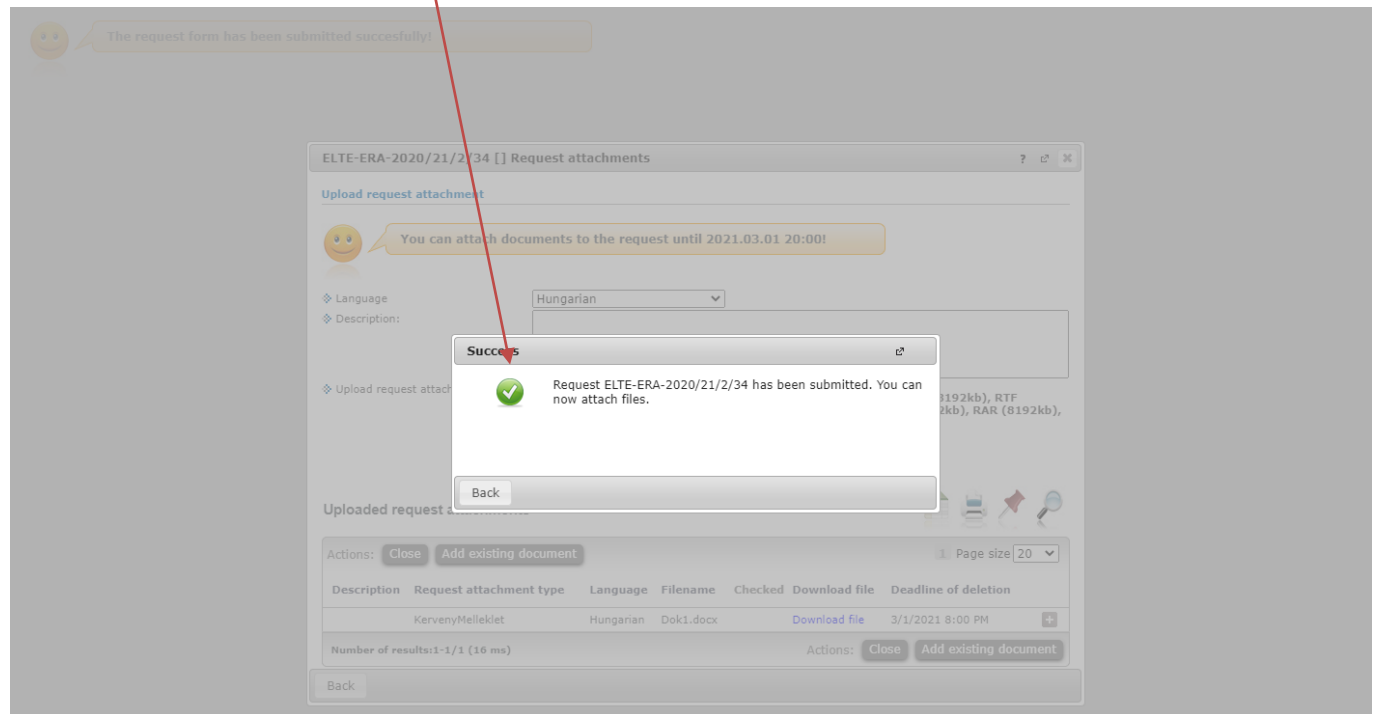 The request form has been submitted succesfully!
ELTE-ERA-2020/21/2/34 [] Request attachments
Upload request attachment
You can attach documents to the request until 2021.03.01 20:00!
Language Hungarian
Description:
Success
Request ELTE-ERA-2020/21/2/34 has been submitted. You can
now attach files.
Upload request attach
8192kb), RTF
2kb), RAR (8192kb),
Back
Uploaded request attachments
Actions: Close Add existing document 1 Page size 20
Description Request attachment type Language Filename Checked Download file Deadline of deletion
KervenyMelleklet Hungarian Dok1.docx Download file 3/1/2021 8:00 PM
Number of results:1-1/1 (16 ms) Actions: Close Add existing document
Back